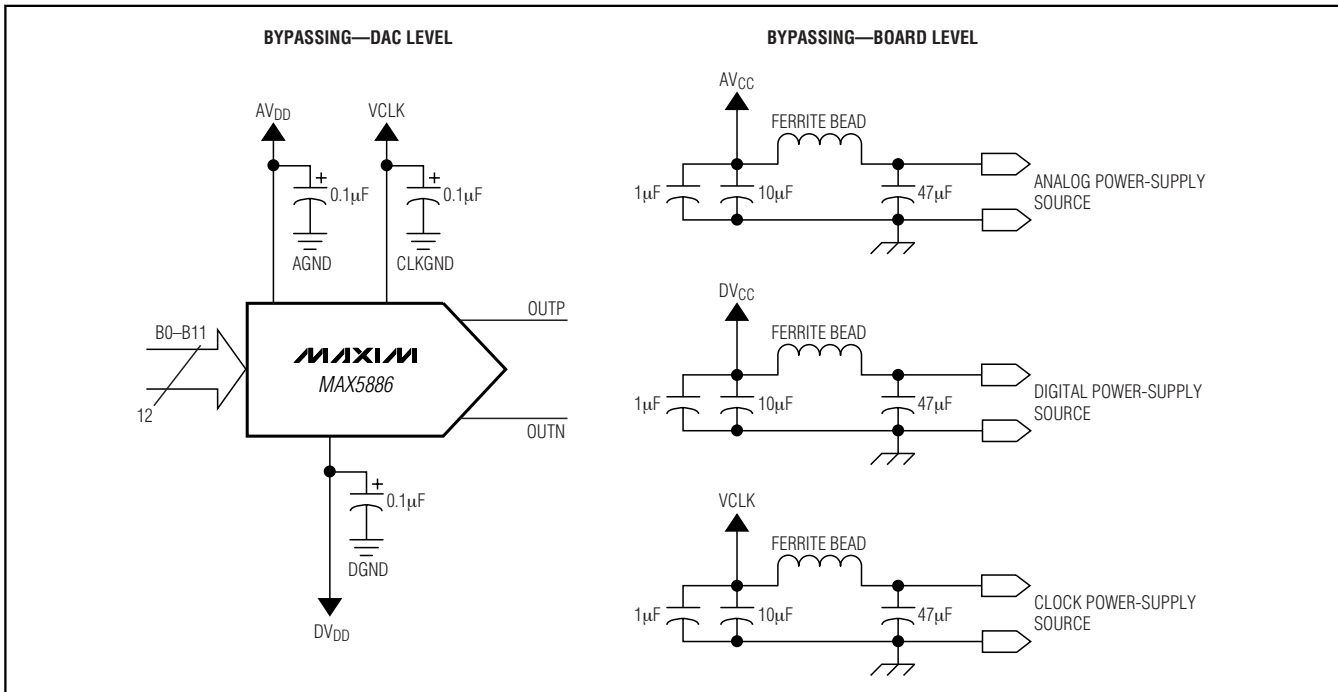 BYPASSING—DAC LEVEL
AVDD
VCLK
+
0.1µF
+
0.1µF
AGND
CLKGND
OUTP
B0–B11
MAXIM
MAX5886
12
OUTN
+
0.1µF
DGND
DVDD
BYPASSING—BOARD LEVEL
AVCC
FERRITE BEAD
1µF
10µF
47µF
ANALOG POWER-SUPPLY
SOURCE
DVCC
FERRITE BEAD
1µF
10µF
47µF
DIGITAL POWER-SUPPLY
SOURCE
VCLK
FERRITE BEAD
1µF
10µF
47µF
CLOCK POWER-SUPPLY
SOURCE